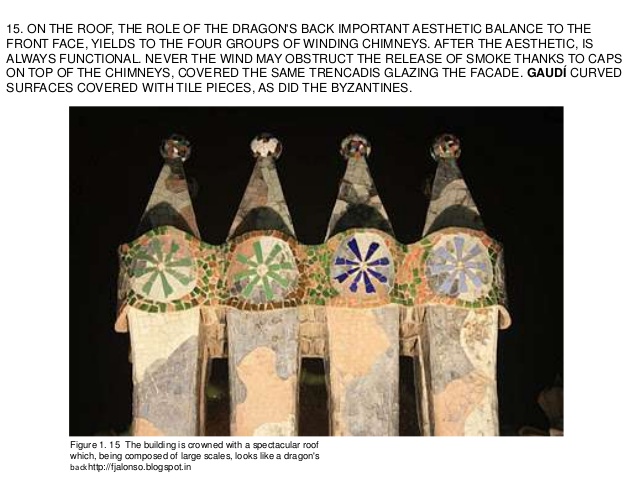 15. ON THE ROOF, THE ROLE OF THE DRAGON'S BACK IMPORTANT AESTHETIC BALANCE TO THE
FRONT FACE, YIELDS TO THE FOUR GROUPS OF WINDING CHIMNEYS. AFTER THE AESTHETIC, IS
ALWAYS FUNCTIONAL. NEVER THE WIND MAY OBSTRUCT THE RELEASE OF SMOKE THANKS TO CAPS
ON TOP OF THE CHIMNEYS, COVERED THE SAME TRENCADIS GLAZING THE FACADE. GAUDÍ CURVED
SURFACES COVERED WITH TILE PIECES, AS DID THE BYZANTINES.
Figure 1. 15 The building is crowned with a spectacular roof
which, being composed of large scales, looks like a dragon's
backhttp://fjalonso.blogspot.in